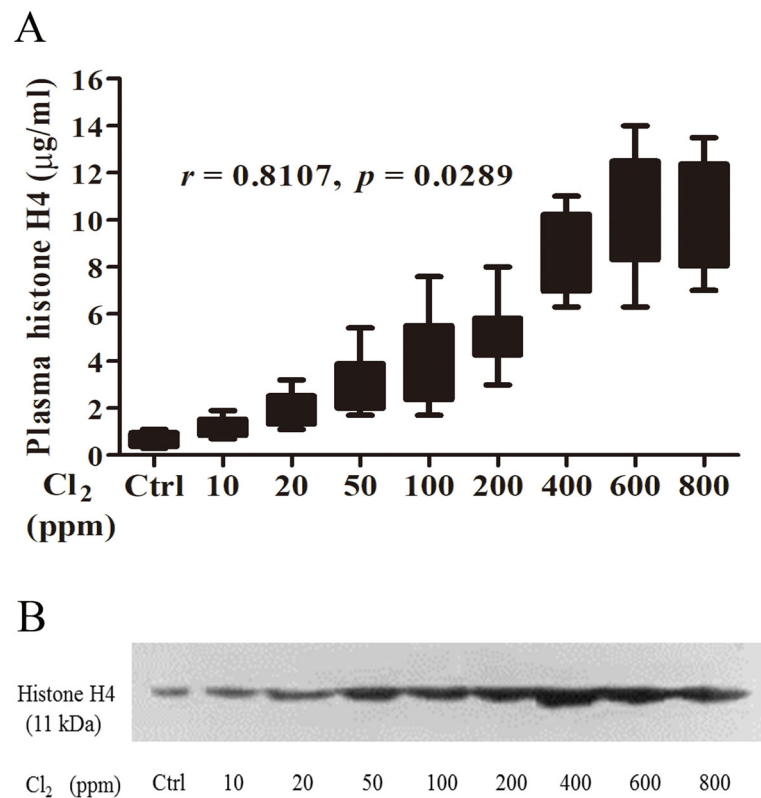 A
Plasma histone H4 (μg/ml)
16
14
12
10
8
6
4
2
0
r = 0.8107, p = 0.0289
Cl₂ Ctrl 10 20 50 100 200 400 600 800
(ppm)
B
Histone H4
(11 kDa)
Cl₂ (ppm) Ctrl 10 20 50 100 200 400 600 800